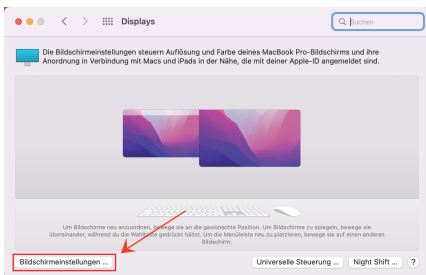 Displays
Suchen
Die Bildschirmeinstellungen steuern Auflösung und Farbe deines MacBook Pro-Bildschirms und ihre
Anordnung in Verbindung mit Macs und iPads in der Nähe, die mit deiner Apple-ID angemeldet sind.
Um Bildschirme neu anzuordnen, bewege sie an die gewünschte Position. Um Bildschirme zu spiegeln, bewege sie
übereinander, während du die Wahltaste gedrückt hältst. Um die Menüleiste neu zu platzieren, bewege sie auf einen anderen
Bildschirm.
Bildschirmeinstellungen ...
Universelle Steuerung ...
Night Shift ...
?